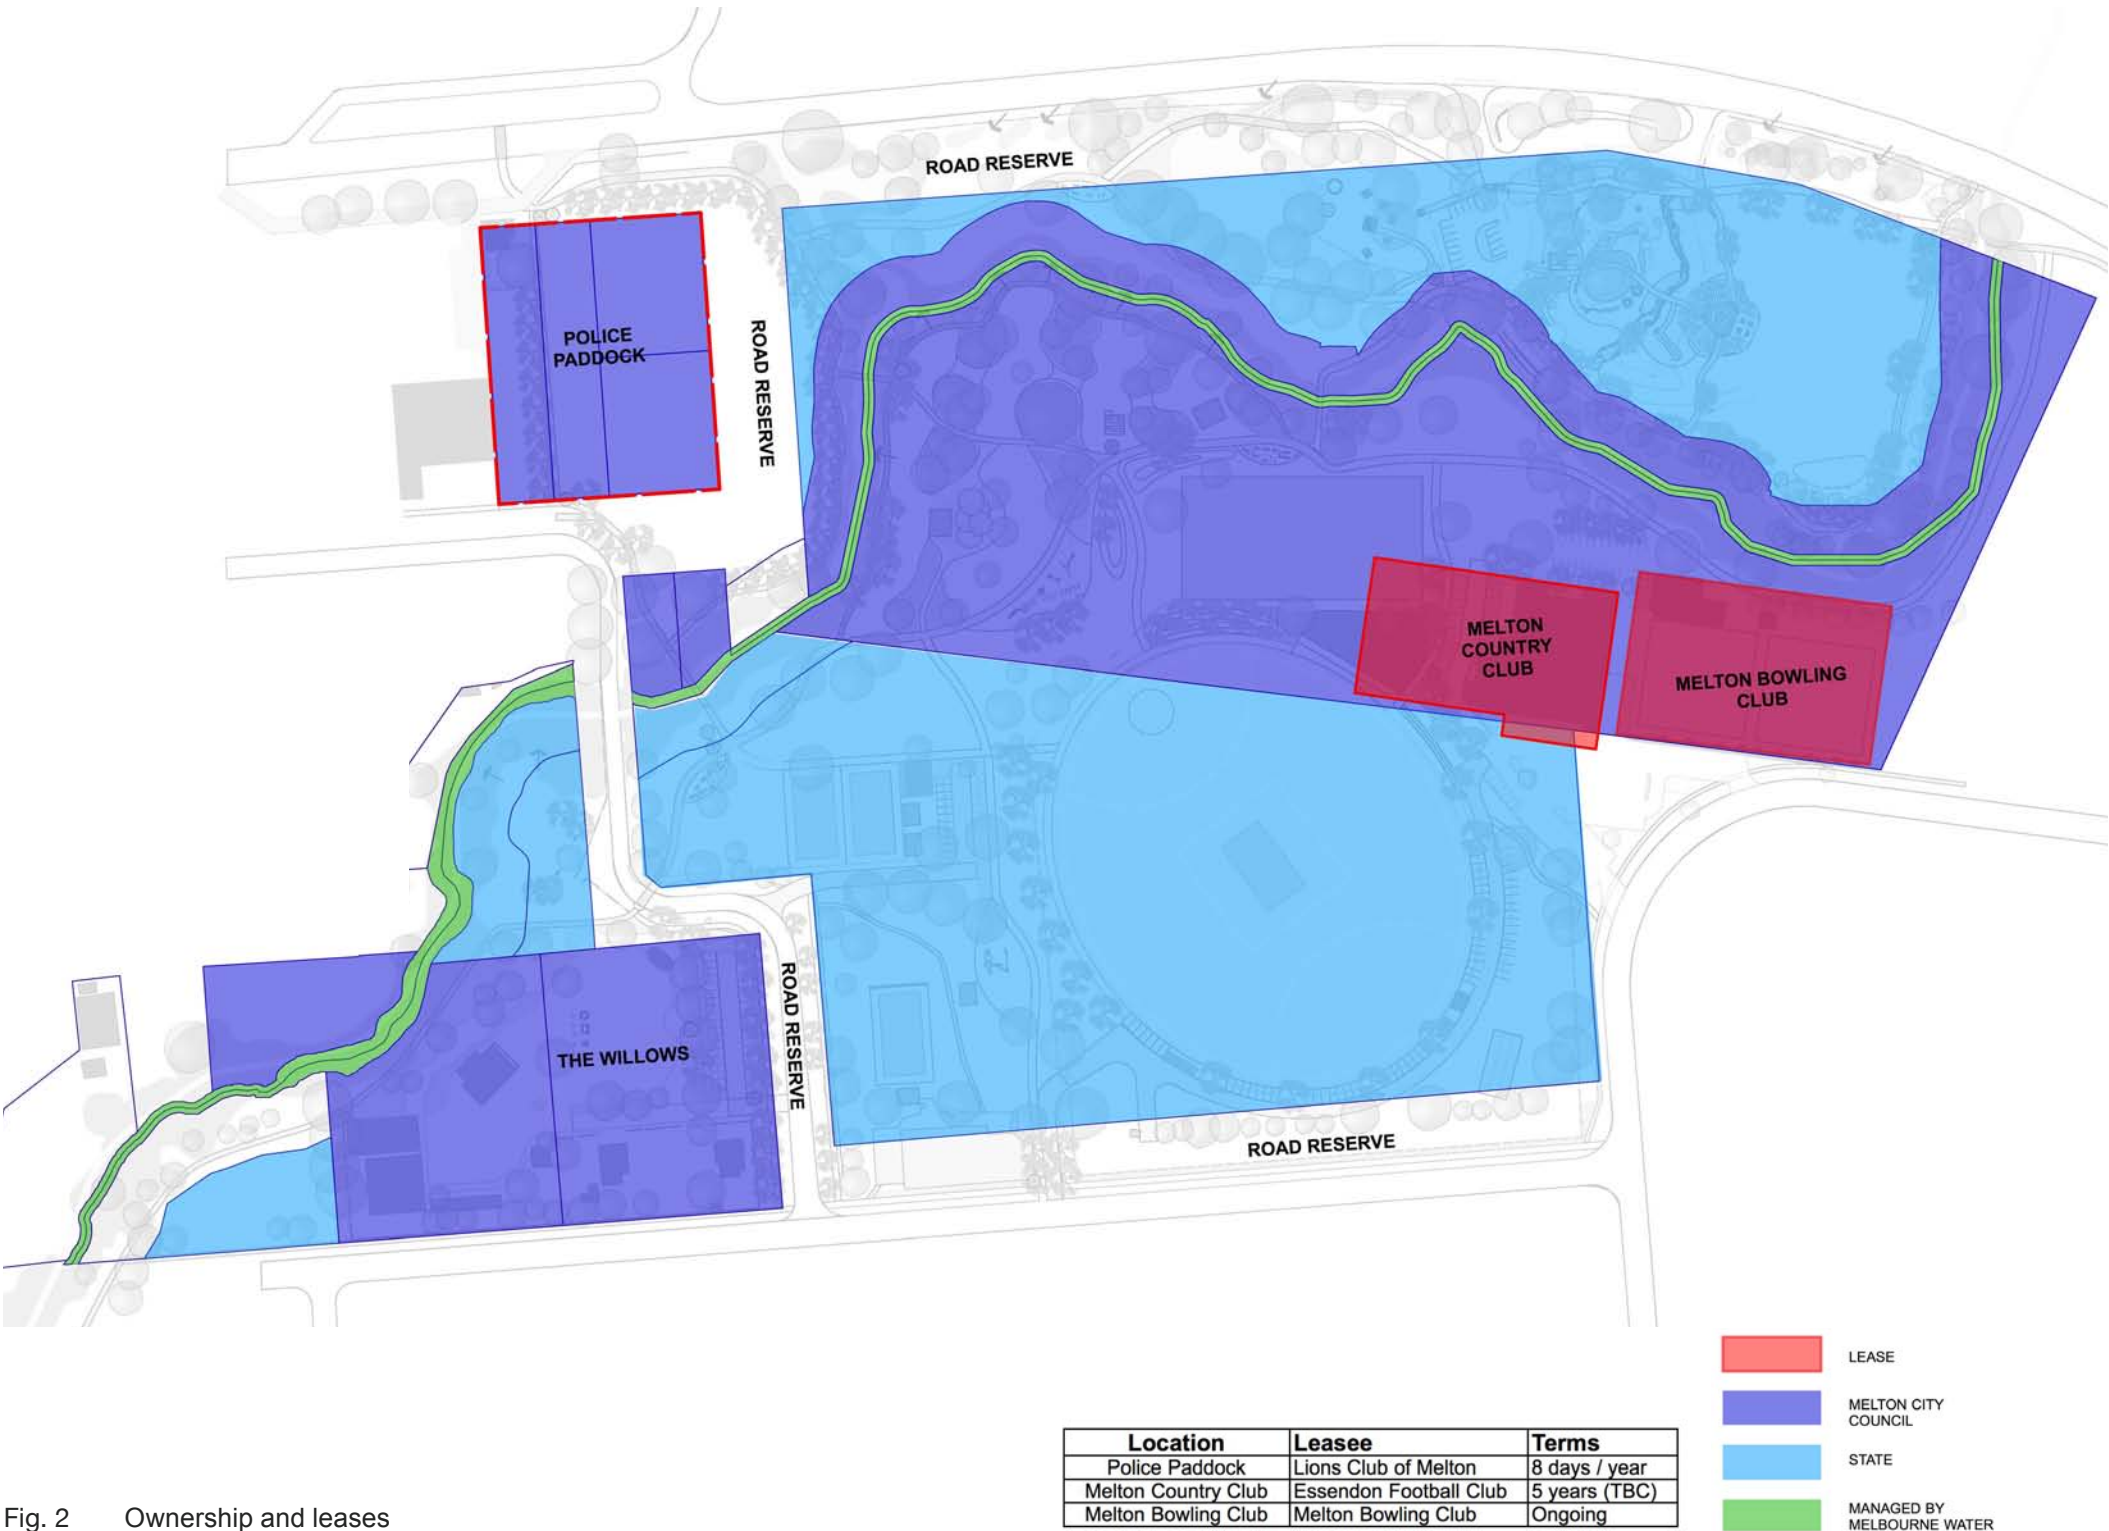 ROAD RESERVE
POLICE
PADDOCK
ROAD RESERVE
MELTON
COUNTRY
CLUB
MELTON BOWLING
CLUB
THE WILLOWS
ROAD RESERVE
ROAD RESERVE
LEASE
MELTON CITY
COUNCIL
STATE
MANAGED BY
MELBOURNE WATER
Location Leasee Terms
Police Paddock Lions Club of Melton 8 days / year
Melton Country Club Essendon Football Club 5 years (TBC)
Melton Bowling Club Melton Bowling Club Ongoing
Fig. 2 Ownership and leases